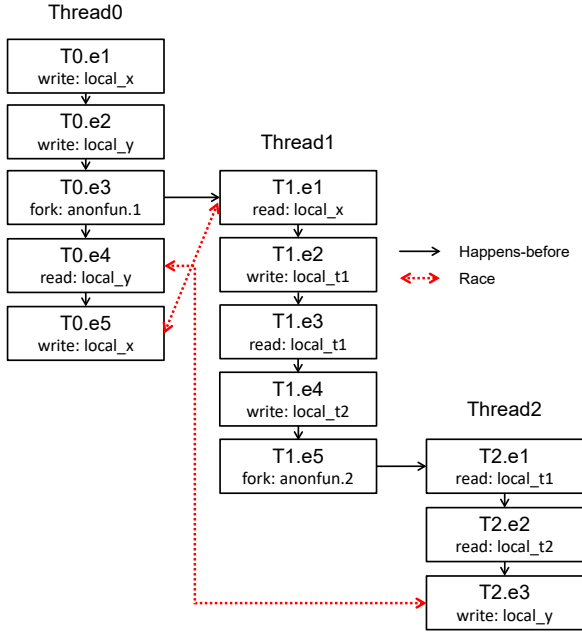 Thread0
T0.e1
write: local_x
T0.e2
write: local_y
T0.e3
fork: anonfun.1
T0.e4
read: local_y
T0.e5
write: local_x
Thread1
T1.e1
read: local_x
T1.e2
write: local_t1
T1.e3
read: local_t1
T1.e4
write: local_t2
T1.e5
fork: anonfun.2
Happens-before
Race
Thread2
T2.e1
read: local_t1
T2.e2
read: local_t2
T2.e3
write: local_y